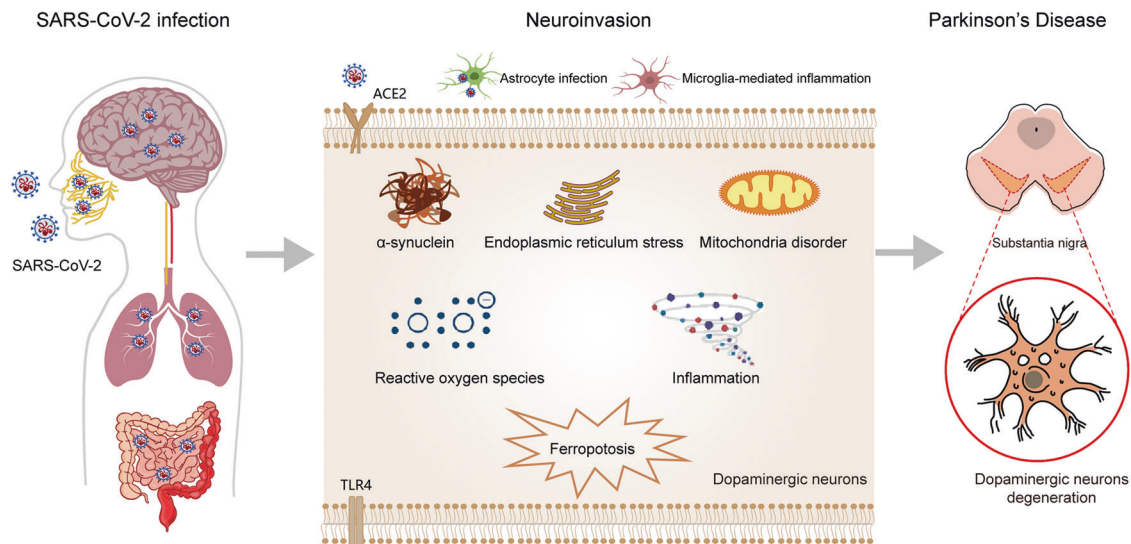 SARS-CoV-2 infection
Neuroinvasion
Parkinson's Disease
ACE2
Astrocyte infection
Microglia-mediated inflammation
SARS-CoV-2
α-synuclein
Endoplasmic reticulum stress
Mitochondria disorder
Substantia nigra
Reactive oxygen species
Inflammation
Ferropotosis
TLR4
Dopaminergic neurons
Dopaminergic neurons
degeneration